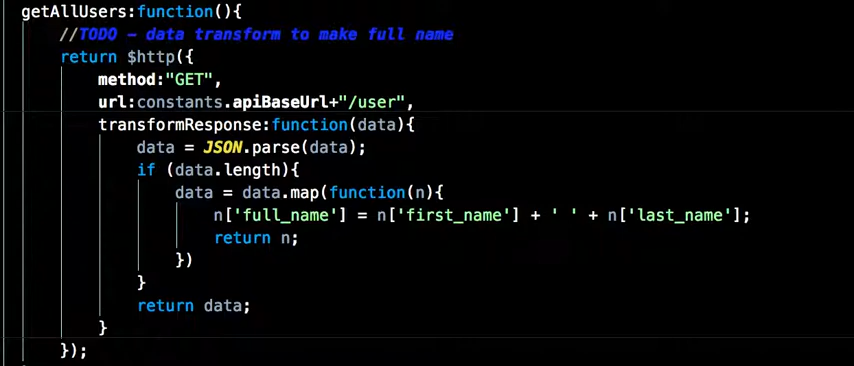 getAllUsers:function(){
//TODO – data transform to make full name
return $http({
method:"GET",
url:constants.apiBaseUrl+"/user",
transformResponse:function(data){
data = JSON.parse(data);
if (data.length){
data = data.map(function(n){
n['full_name'] = n['first_name'] + ' ' + n['last_name'];
return n;
})
}
return data;
}
});